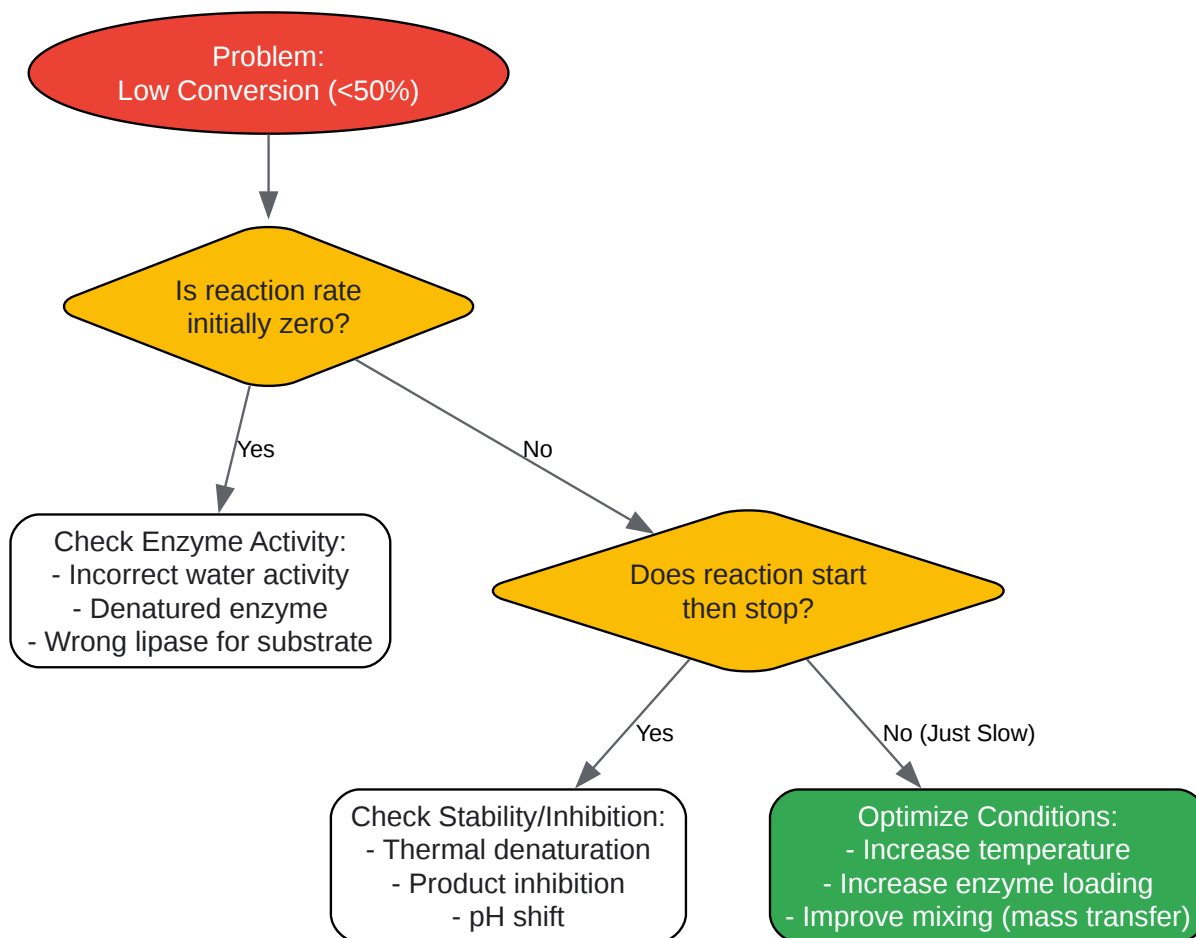 Problem:
Low Conversion (<50%)
Is reaction rate
initially zero?
Yes
No
Check Enzyme Activity:
- Incorrect water activity
- Denatured enzyme
- Wrong lipase for substrate
Does reaction start
then stop?
Yes
No (Just Slow)
Check Stability/Inhibition:
- Thermal denaturation
- Product inhibition
- pH shift
Optimize Conditions:
- Increase temperature
- Increase enzyme loading
- Improve mixing (mass transfer)